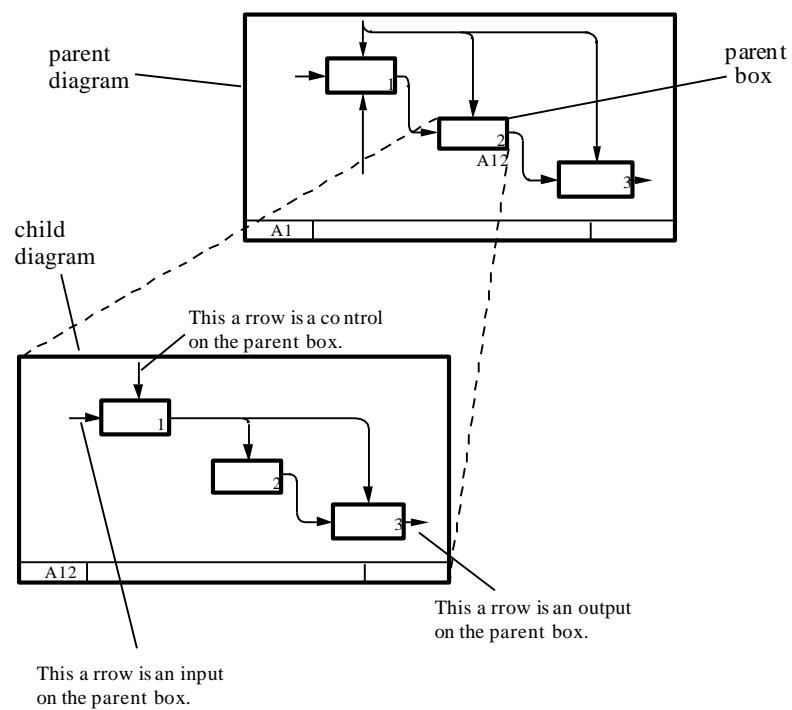 parent
diagram
parent
box
1
2
A12
3
A1
child
diagram
This a rrow is a co ntrol
on the parent box.
1
2
3
A12
This a rrow is an output
on the parent box.
This a rrow is an input
on the parent box.